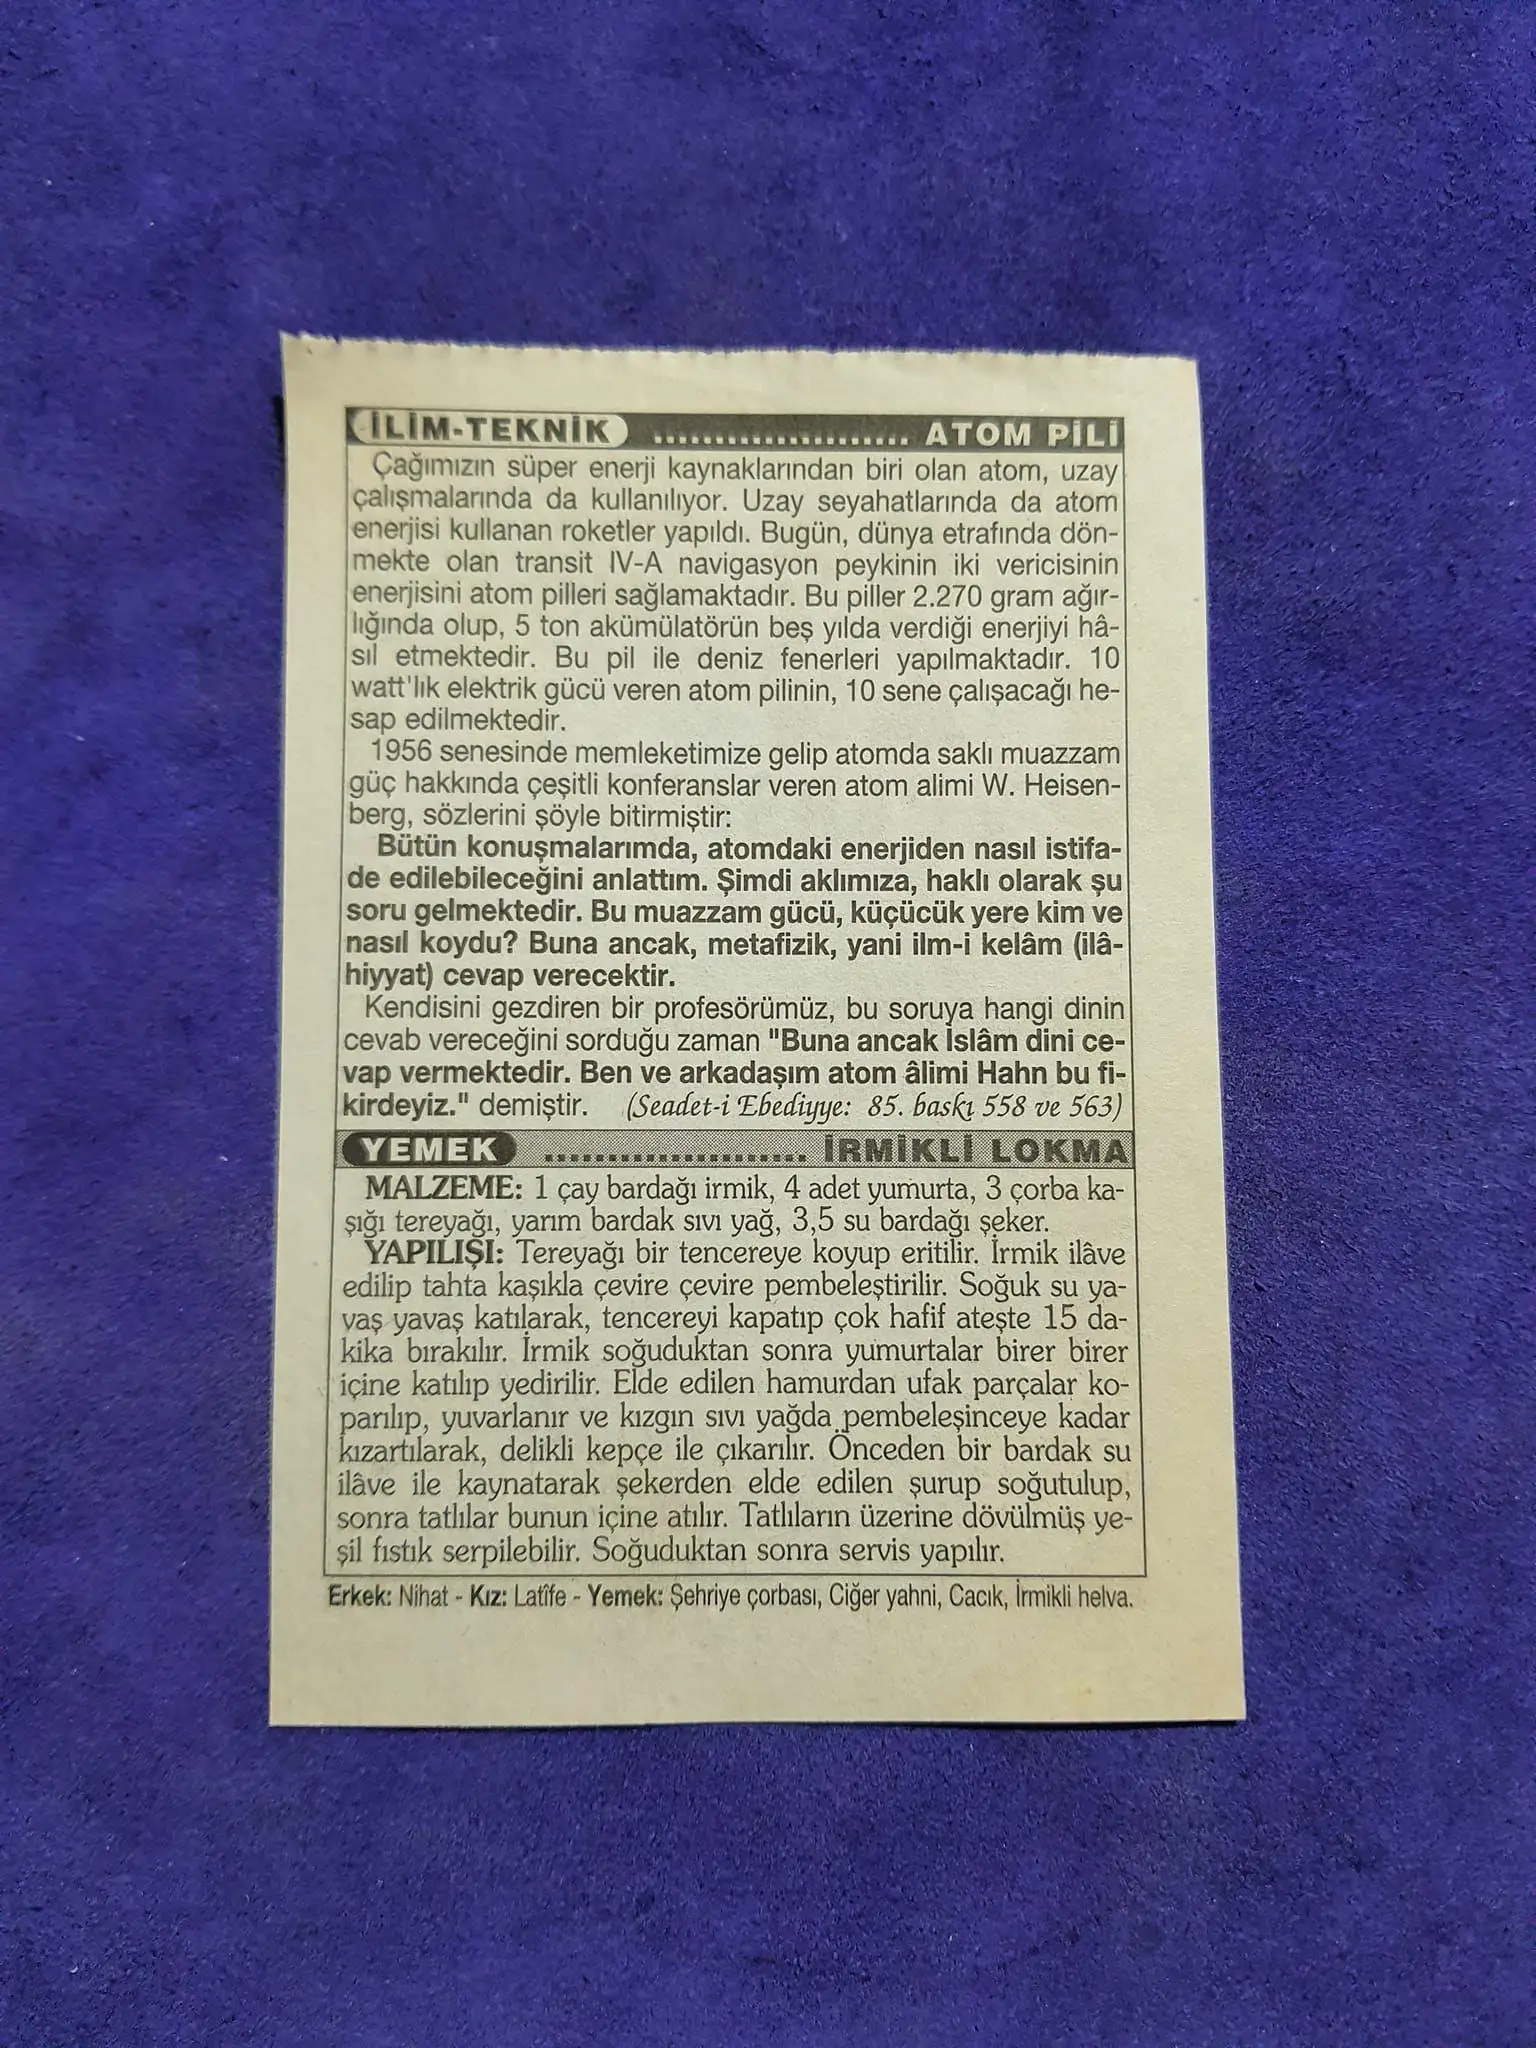 İLİM-TEKNİK ..................... ATOM PİLİ
Çağımızın süper enerji kaynaklarından biri olan atom, uzay
çalışmalarında da kullanılıyor. Uzay seyahatlarında da atom
enerjisi kullanan roketler yapıldı. Bugün, dünya etrafında dön-
mekte olan transit IV-A navigasyon peykinin iki vericisinin
enerjisini atom pilleri sağlamaktadır. Bu piller 2.270 gram ağır-
lığında olup, 5 ton akümülatörün beş yılda verdiği enerjiyi hâ-
sıl etmektedir. Bu pil ile deniz fenerleri yapılmaktadır. 10
watt'lık elektrik gücü veren atom pilinin, 10 sene çalışacağı he-
sap edilmektedir.
1956 senesinde memleketimize gelip atomda saklı muazzam
güç hakkında çeşitli konferanslar veren atom alimi W. Heisen-
berg, sözlerini şöyle bitirmiştir:
Bütün konuşmalarımda, atomdaki enerjiden nasıl istifa-
de edilebileceğini anlattım. Şimdi aklımıza, haklı olarak şu
soru gelmektedir. Bu muazzam gücü, küçücük yere kim ve
nasıl koydu? Buna ancak, metafizik, yani ilm-i kelâm (ilâ-
hiyyat) cevap verecektir.
Kendisini gezdiren bir profesörümüz, bu soruya hangi dinin
cevab vereceğini sorduğu zaman "Buna ancak İslâm dini ce-
vap vermektedir. Ben ve arkadaşım atom âlimi Hahn bu fi-
kirdeyiz." demiştir. (Seadet-i Ebediyye: 85. baskı 558 ve 563)
YEMEK ..................... İRMİKLİ LOKMA
MALZEME: 1 çay bardağı irmik, 4 adet yumurta, 3 çorba ka-
şığı tereyağı, yarım bardak sıvı yağ, 3,5 su bardağı şeker.
YAPILIŞI: Tereyağı bir tencereye koyup eritilir. İrmik ilâve
edilip tahta kaşıkla çevire çevire pembeleştirilir. Soğuk su ya-
vaş yavaş katılarak, tencereyi kapatıp çok hafif ateşte 15 da-
kika bırakılır. İrmik soğuduktan sonra yumurtalar birer birer
içine katılıp yedirilir. Elde edilen hamurdan ufak parçalar ko-
parılıp, yuvarlanır ve kızgın sıvı yağda pembeleşinceye kadar
kızartılarak, delikli kepçe ile çıkarılır. Önceden bir bardak su
ilâve ile kaynatarak şekerden elde edilen şurup soğutulup,
sonra tatlılar bunun içine atılır. Tatlıların üzerine dövülmüş ye-
şil fıstık serpilebilir. Soğuduktan sonra servis yapılır.
Erkek: Nihat - Kız: Latîfe - Yemek: Şehriye çorbası, Ciğer yahni, Cacık, İrmikli helva.